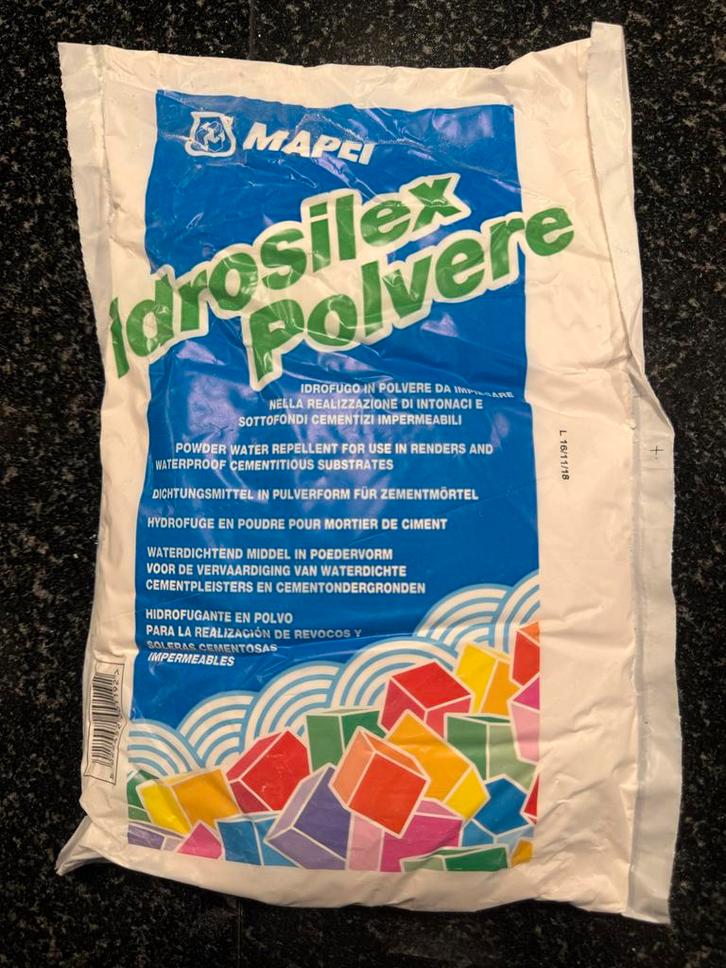 MAPEI
Idrosilex
Polvere
IDROFUGO IN POLVERE DA IMPIEGARE
NELLA REALIZZAZIONE DI INTONACI E
SOTTOFONDI CEMENTIZI IMPERMEABILI
POWDER WATER REPELLENT FOR USE IN RENDERS AND
WATERPROOF CEMENTITIOUS SUBSTRATES
DICHTUNGSMITTEL IN PULVERFORM FÜR ZEMENTMÖRTEL
HYDROFUGE EN POUDRE POUR MORTIER DE CIMENT
WATERDICHTEND MIDDEL IN POEDERVORM
VOOR DE VERVAARDIGING VAN WATERDICHTE
CEMENTPLEISTERS EN CEMENTONDERGRONDEN
HIDROFUGANTE EN POLVO
PARA LA REALIZACIÓN DE REVOCOS Y
SOLERAS CEMENTOSAS
IMPERMEABLES
L 16/11/18